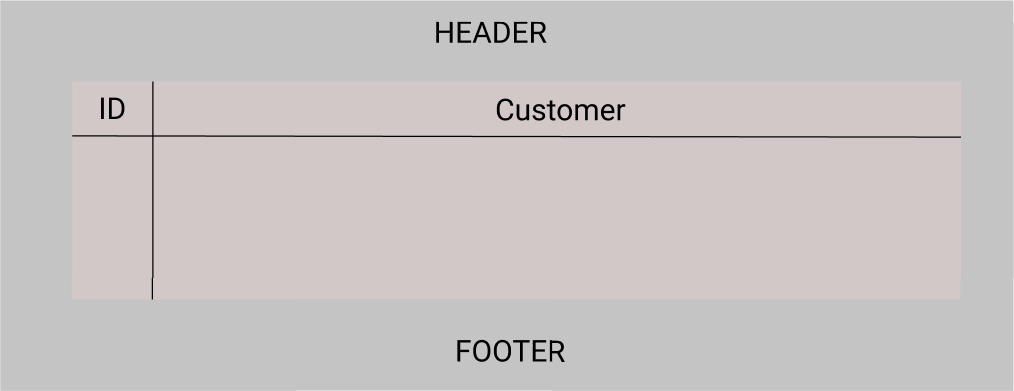 HEADER
ID Customer
FOOTER